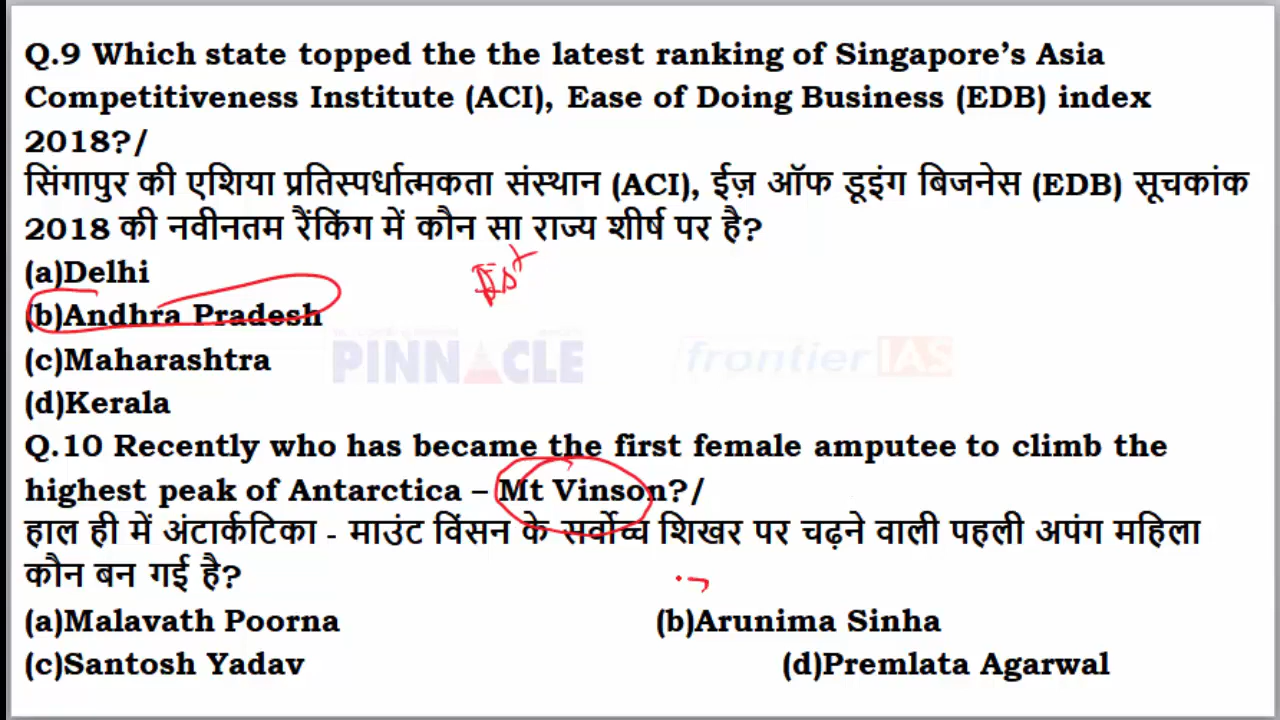 Q.9 Which state topped the the latest ranking of Singapore’s Asia
Competitiveness Institute (ACI), Ease of Doing Business (EDB) index
2018?/
सिंगापुर की एशिया प्रतिस्पर्धात्मकता संस्थान (ACI), ईज़ ऑफ डूइंग बिजनेस (EDB) सूचकांक
2018 की नवीनतम रैंकिंग में कौन सा राज्य शीर्ष पर है?
(a)Delhi
(b)Andhra Pradesh
(c)Maharashtra
PINNACLE frontier IAS
(d)Kerala
Q.10 Recently who has became the first female amputee to climb the
highest peak of Antarctica – Mt Vinson?/
हाल ही में अंटार्कटिका - माउंट विंसन के सर्वोच्च शिखर पर चढ़ने वाली पहली अपंग महिला
कौन बन गई है?
(a)Malavath Poorna (b)Arunima Sinha
(c)Santosh Yadav (d)Premlata Agarwal